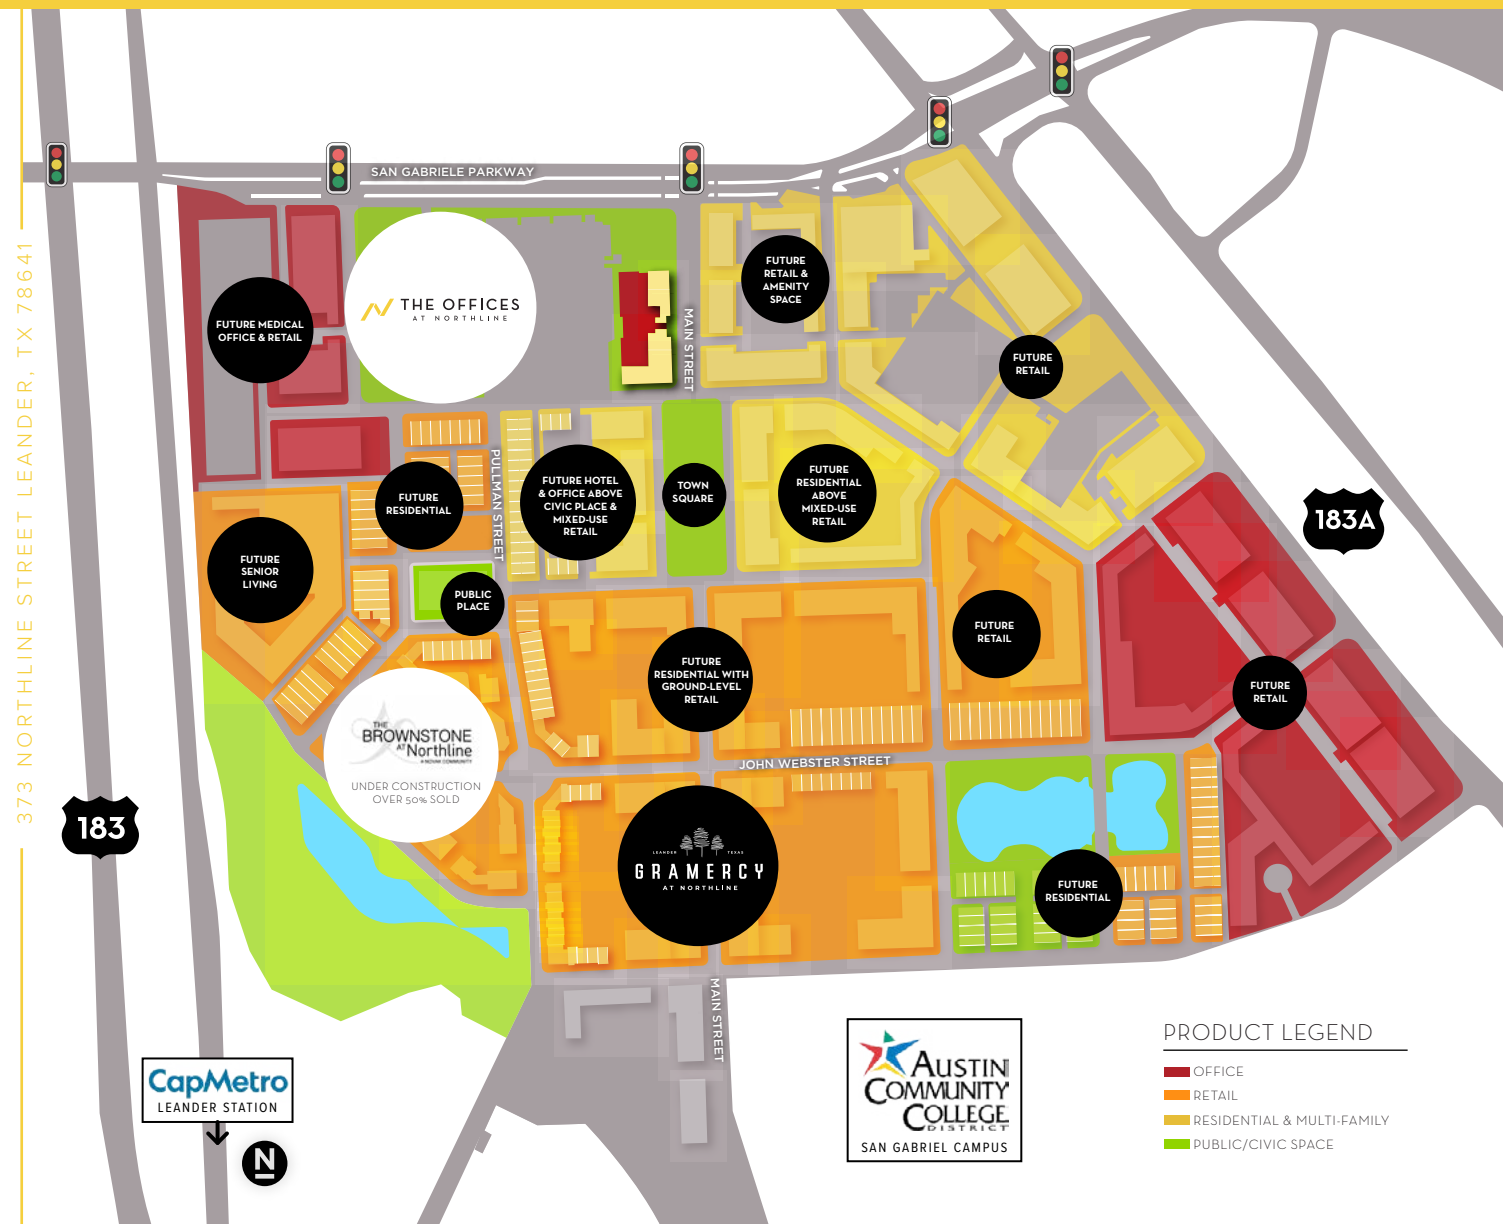 373 NORTHLINE STREET LEANDER, TX 78641
SAN GABRIELE PARKWAY
THE OFFICES
AT NORTHLINE
FUTURE MEDICAL
OFFICE & RETAIL
FUTURE
RETAIL &
AMENITY
SPACE
MAIN STREET
FUTURE
RETAIL
FUTURE
RESIDENTIAL
PULLMAN STREET
FUTURE HOTEL
& OFFICE ABOVE
CIVIC PLACE &
MIXED-USE
RETAIL
TOWN
SQUARE
FUTURE
RESIDENTIAL
ABOVE
MIXED-USE
RETAIL
183A
FUTURE
SENIOR
LIVING
PUBLIC
PLACE
FUTURE
RETAIL
FUTURE
RESIDENTIAL WITH
GROUND-LEVEL
RETAIL
FUTURE
RETAIL
THE
BROWNSTONE
AT Northline
A NOVAK COMMUNITY
UNDER CONSTRUCTION
OVER 50% SOLD
JOHN WEBSTER STREET
183
LEANDER TEXAS
GRAMERCY
AT NORTHLINE
FUTURE
RESIDENTIAL
MAIN STREET
CapMetro
LEANDER STATION
N
AUSTIN
COMMUNITY
COLLEGE
DISTRICT
SAN GABRIEL CAMPUS
PRODUCT LEGEND
OFFICE
RETAIL
RESIDENTIAL & MULTI-FAMILY
PUBLIC/CIVIC SPACE